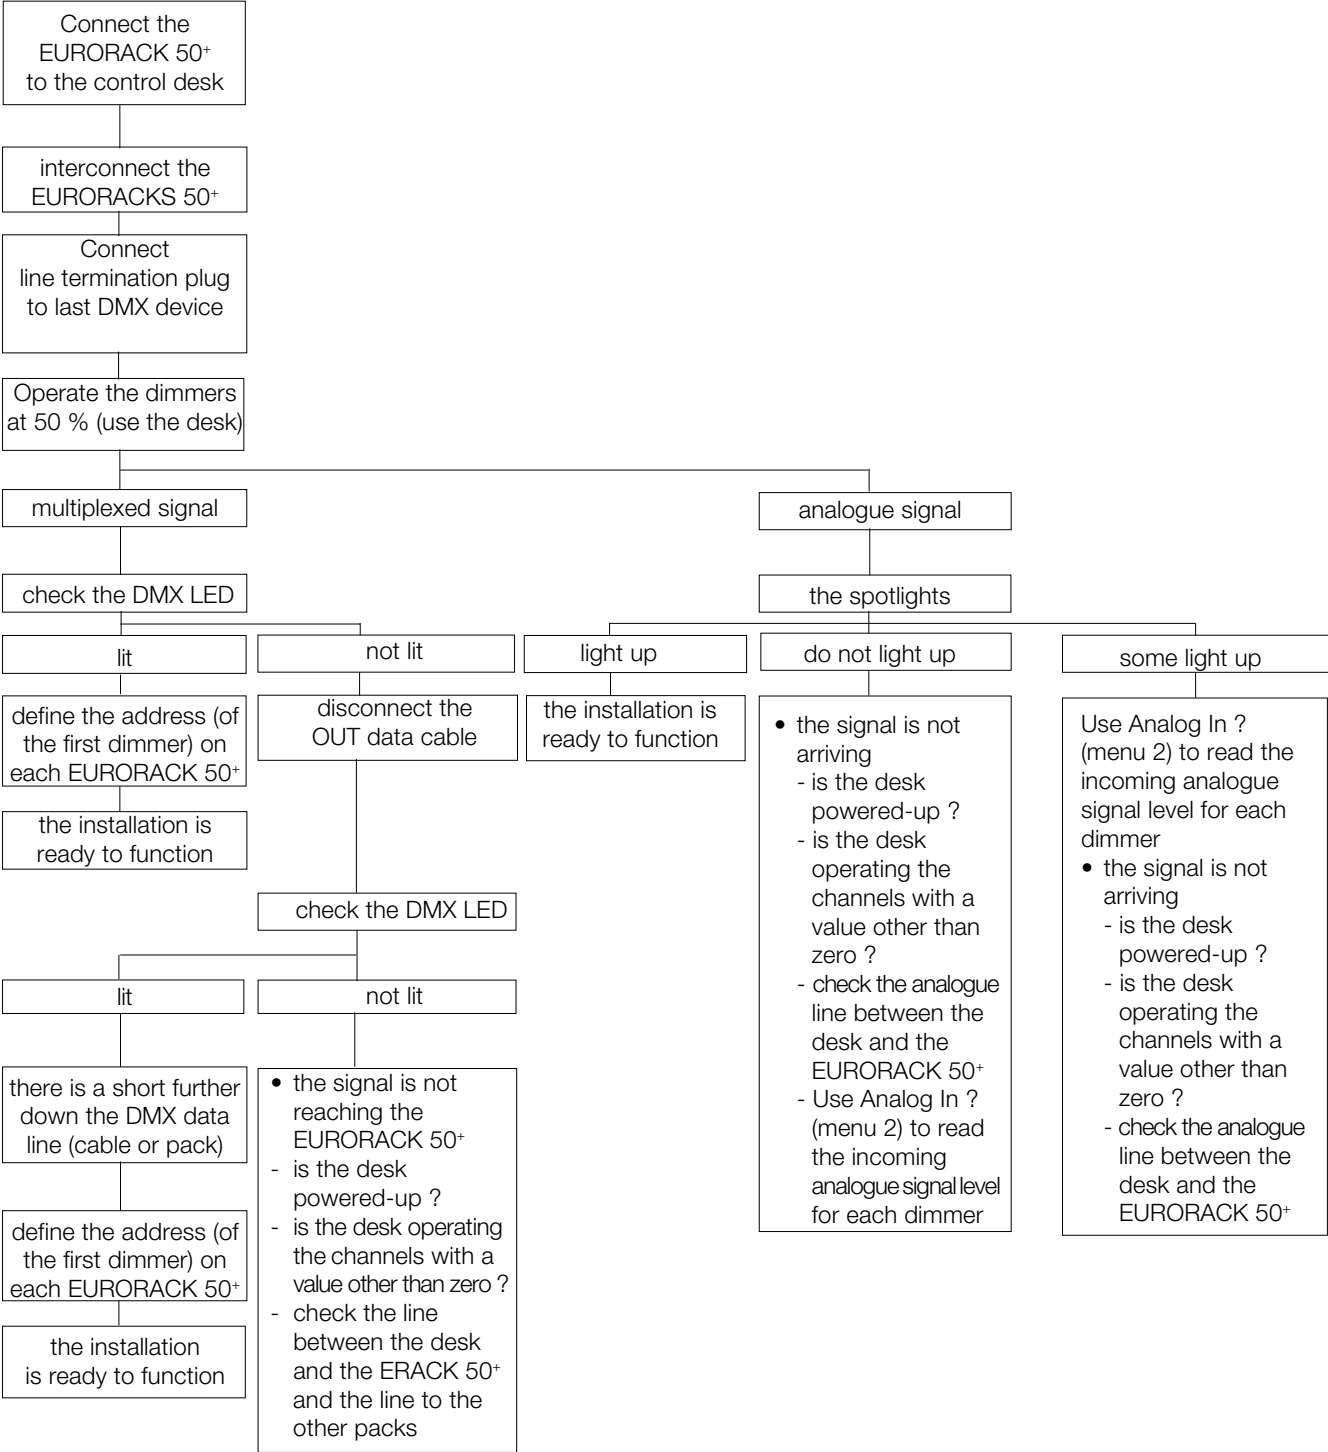 Connect the
EURORACK 50+
to the control desk
interconnect the
EURORACKS 50+
Connect
line termination plug
to last DMX device
Operate the dimmers
at 50 % (use the desk)
multiplexed signal
check the DMX LED
lit
define the address (of
the first dimmer) on
each EURORACK 50+
the installation is
ready to function
not lit
disconnect the
OUT data cable
check the DMX LED
lit
there is a short further
down the DMX data
line (cable or pack)
define the address (of
the first dimmer) on
each EURORACK 50+
the installation
is ready to function
not lit
• the signal is not
reaching the
EURORACK 50+
- is the desk
powered-up ?
- is the desk operating
the channels with a
value other than zero ?
- check the line
between the desk
and the ERACK 50+
and the line to the
other packs
analogue signal
the spotlights
light up
the installation is
ready to function
do not light up
• the signal is not
arriving
- is the desk
powered-up ?
- is the desk
operating the
channels with a
value other than
zero ?
- check the analogue
line between the
desk and the
EURORACK 50+
- Use Analog In ?
(menu 2) to read
the incoming
analogue signal level
for each dimmer
some light up
Use Analog In ?
(menu 2) to read the
incoming analogue
signal level for each
dimmer
• the signal is not
arriving
- is the desk
powered-up ?
- is the desk
operating the
channels with a
value other than
zero ?
- check the analogue
line between the
desk and the
EURORACK 50+